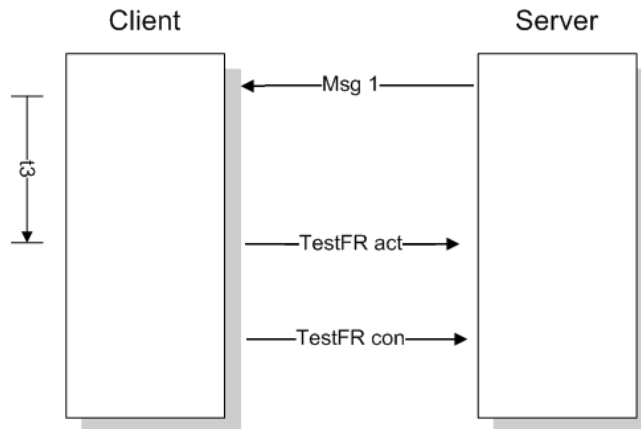 Client
Server
Msg 1
t3
TestFR act
TestFR con